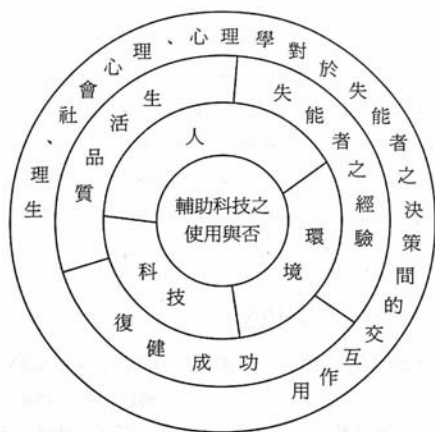 生理、社會心理、心理學對於失能者之決策間的交互作用
生活品質
失能者之經驗
復健成功
人
環境
科技
輔助科技之
使用與否